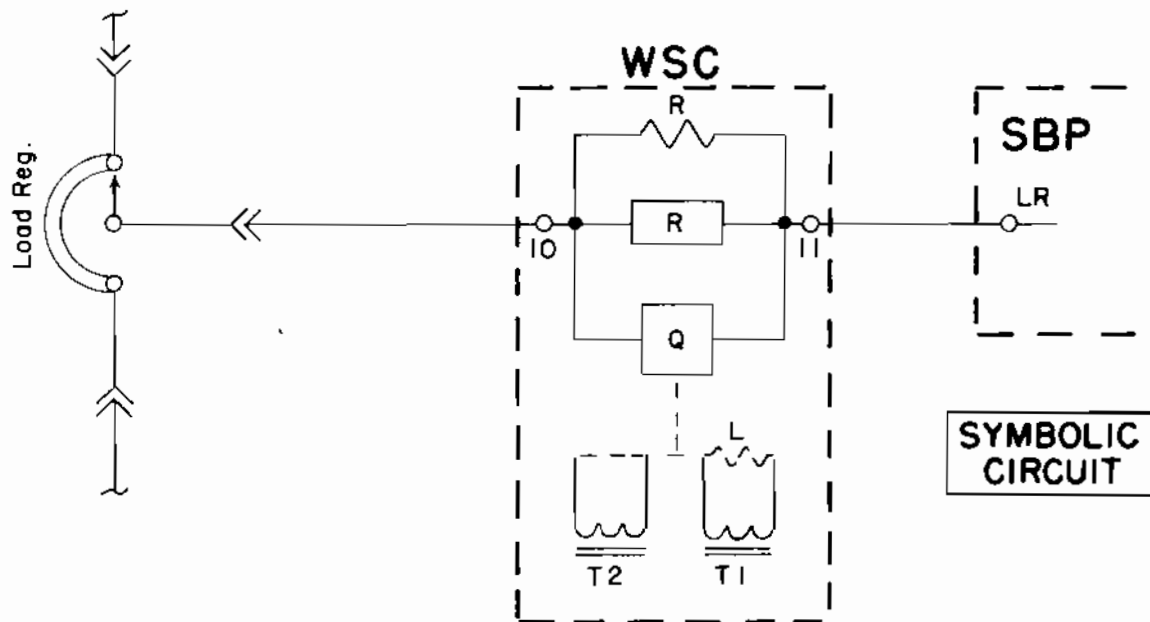 WSC
R
SBP
Load Reg.
LR
R
10
11
Q
L
SYMBOLIC
CIRCUIT
T2
T1